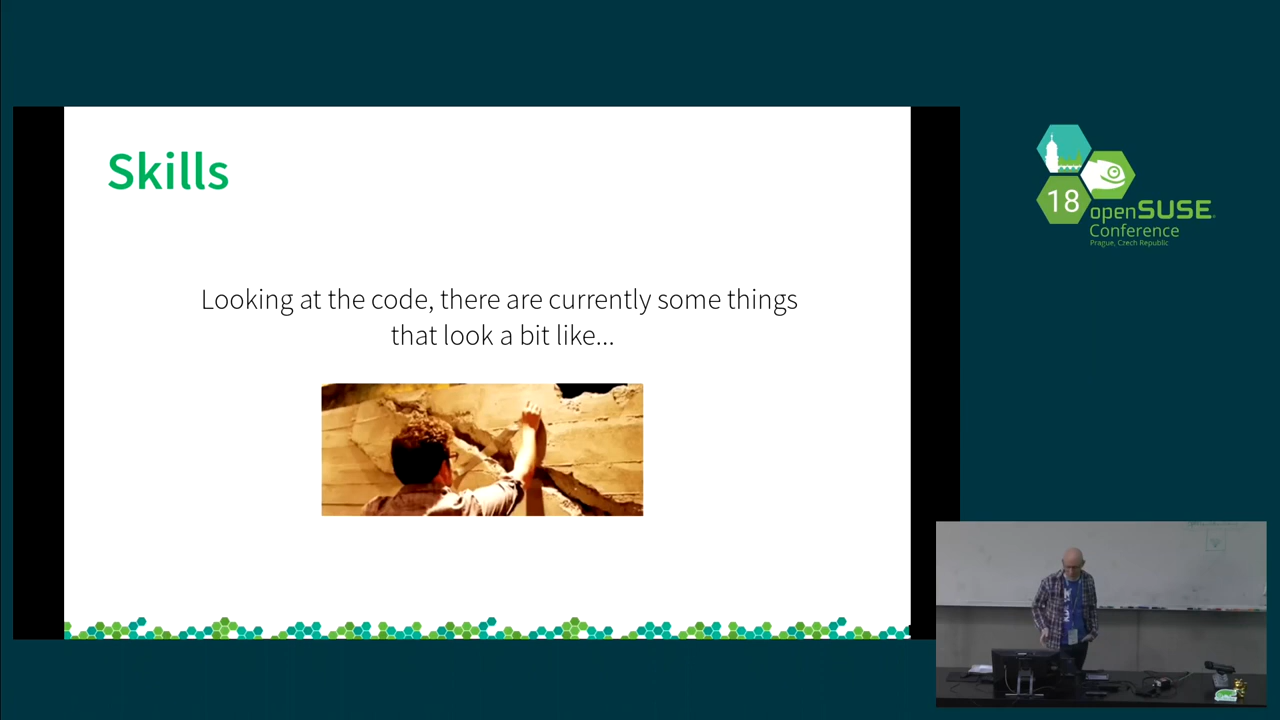 Skills
Looking at the code, there are currently some things
that look a bit like...
18
openSUSE
Conference
Prague, Czech Republic